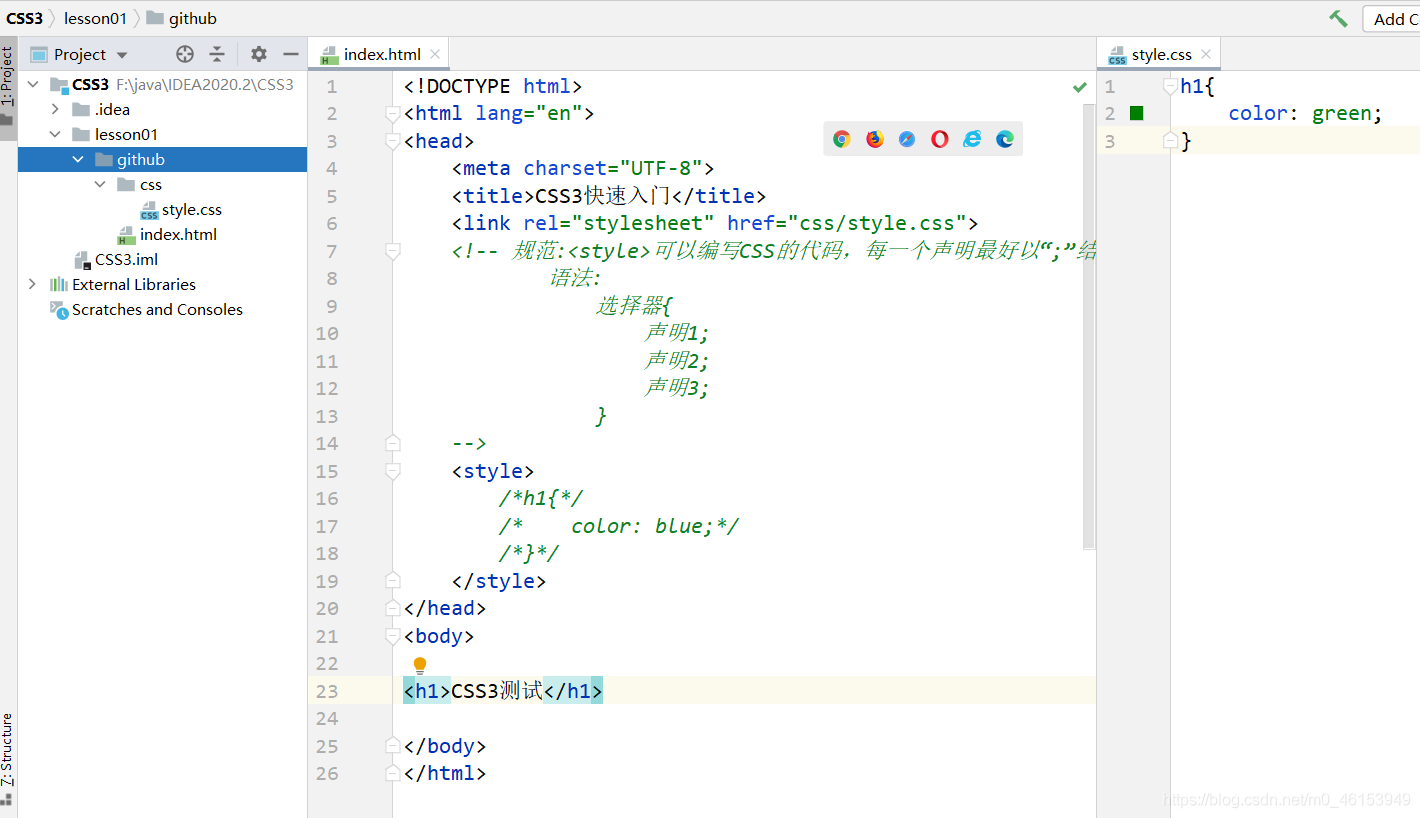 CSS3 lesson01 github
Add C
1: Project
Project
index.html
style.css
CSS3 F:\java\IDEA2020.2\CSS3
.idea
lesson01
github
css
style.css
index.html
CSS3.iml
External Libraries
Scratches and Consoles
7: Structure
1 <!DOCTYPE html>
2 <html lang="en">
3 <head>
4 <meta charset="UTF-8">
5 <title>CSS3快速入门</title>
6 <link rel="stylesheet" href="css/style.css">
7 <!-- 规范:<style>可以编写CSS的代码，每一个声明最好以“;”结
8 语法:
9 选择器{
10 声明1;
11 声明2;
12 声明3;
13 }
14 -->
15 <style>
16 /*h1{*/
17 /* color: blue;*/
18 /*}*/
19 </style>
20 </head>
21 <body>
22
23 <h1>CSS3测试</h1>
24
25 </body>
26 </html>
1 h1{
2 color: green;
3 }
https://blog.csdn.net/m0_46153949